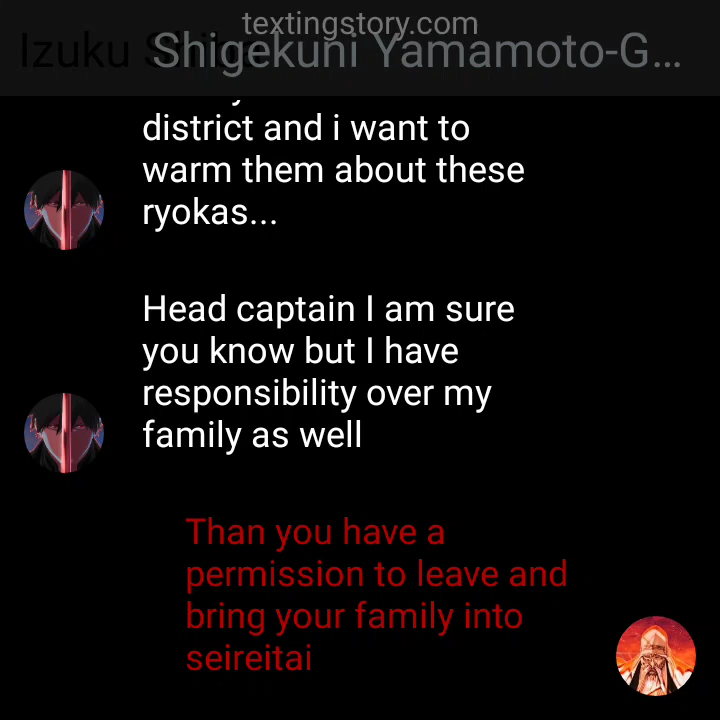 textingstory.com
Izuku Shiba
Shigekuni Yamamoto-G...
district and i want to
warm them about these
ryokas...
Head captain I am sure
you know but I have
responsibility over my
family as well
Than you have a
permission to leave and
bring your family into
seireitai